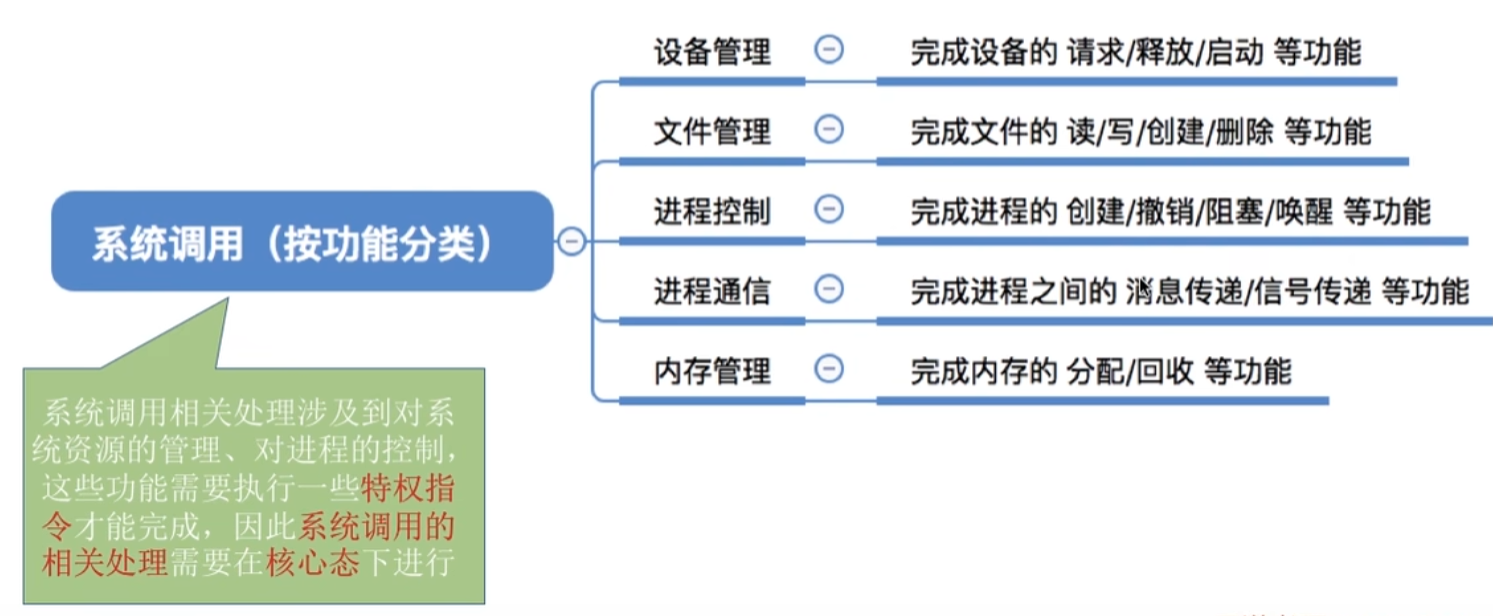 设备管理 完成设备的 请求/释放/启动 等功能
文件管理 完成文件的 读/写/创建/删除 等功能
进程控制 完成进程的 创建/撤销/阻塞/唤醒 等功能
系统调用（按功能分类）
进程通信 完成进程之间的 消息传递/信号传递 等功能
内存管理 完成内存的 分配/回收 等功能
系统调用相关处理涉及到对系
统资源的管理、对进程的控制，
这些功能需要执行一些特权指
令才能完成，因此系统调用的
相关处理需要在核心态下进行